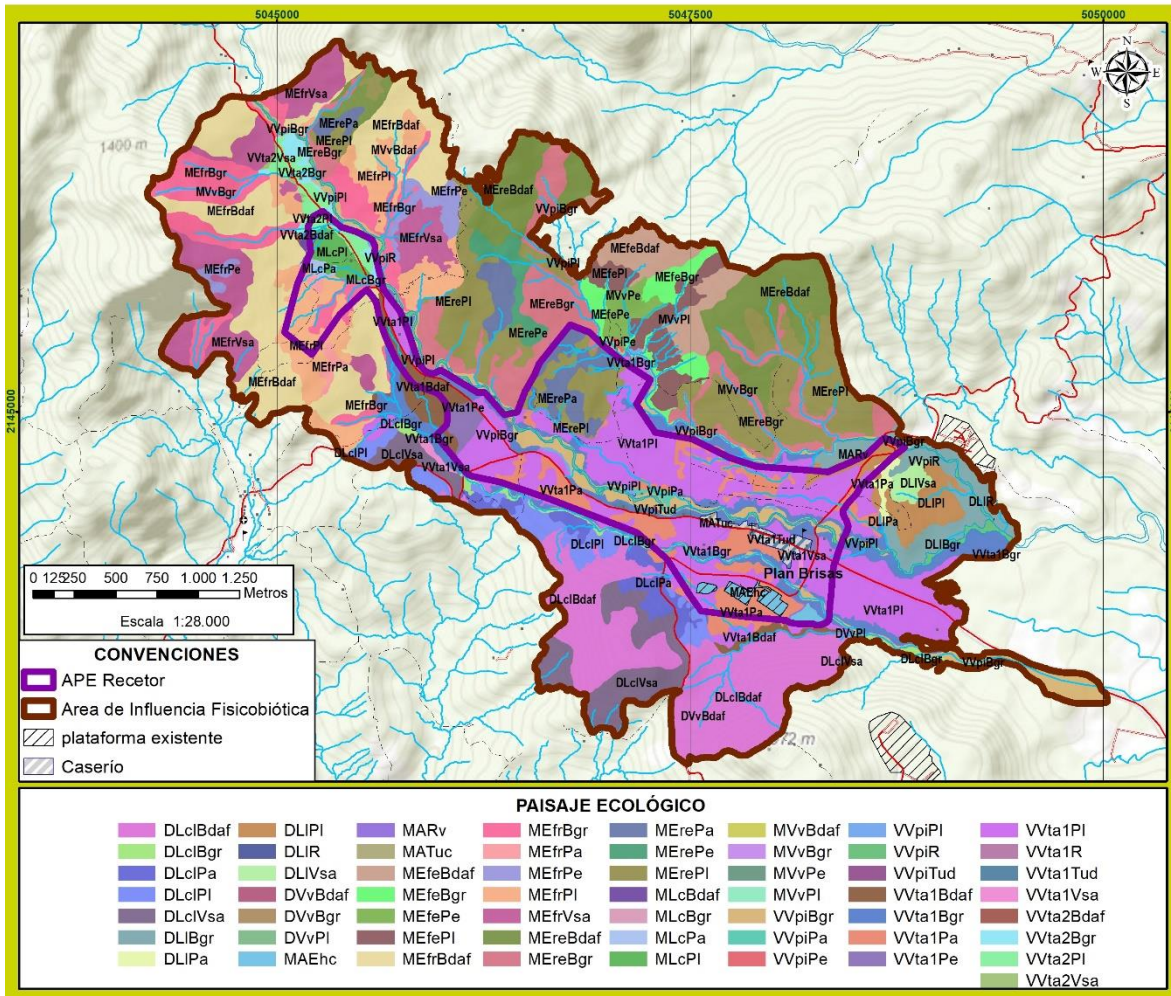 5045000
5047500
5050000
N
W E
S
2145000
2145000
1400 m
MEfrVsa
VVpiBgr
MErePa
MEfrBdaf
MErePl
MVvBdaf
MEreBgr
VVta2Vsa
VVta2Bgr
MEfrPl
MEfrPe
MEreBdaf
MEfrBgr
MVvBgr
VVpiPl
MEfrBdaf
MEfrBgr
VVpiBgr
VVta2Pl
VVta2Bdaf
MEfrVsa
MLcPl
VVpiR
MLcPa
MLcBgr
MEfrPe
VVpiPl
MEfeBdaf
MEfePl
MEfeBgr
MEreBdaf
MVvPe
MErePl
MEreBgr
MEfePe
MVvPl
VVta1Pl
MErePe
VVpiPe
MEfrVsa
MEfrPl
MEfrPa
VVpiPl
VVta1Bgr
MEfrBdaf
VVta1Bdaf
MErePa
MVvBgr
MErePl
MEfrBgr
VVta1Pe
DLclBgr
MErePl
VVpiBgr
MEreBgr
VVta1Bgr
VVpiBgr
VVta1Pl
VVpiBgr
DLclPl
DLclVsa
MARv
VVpiR
VVta1Vsa
VVta1Pa
DLlVsa
VVta1Pa
VVpiPl
VVpiPa
DLlPl
DLlR
VVpiTud
DLlPa
MATuc
DLclPl
DLclBgr
VVta1Tud
VVpiPl
DLlBgr
VVta1Bgr
VVta1Vsa
VVta1Bgr
Plan Brisas
DLclPa
DLclBdaf
MAEhc
VVta1Pa
VVta1Pl
VVta1Bdaf
DVvPl
DLclVsa
DLclBgr
VVpiBgr
DLclVsa
DLclBdaf
DVvBdaf
72 m
0 125250 500 750 1.000 1.250
Metros
Escala 1:28.000
CONVENCIONES
APE Recetor
Area de Influencia Fisicobiótica
plataforma existente
Caserío
5045000
5047500
5050000
PAISAJE ECOLÓGICO
DLclBdaf DLlPl MARv MEfrBgr MErePa MVvBdaf VVpiPl VVta1Pl
DLclBgr DLlR MATuc MEfrPa MErePe MVvBgr VVpiR VVta1R
DLclPa DLlVsa MEfeBdaf MEfrPe MErePl MVvPe VVpiTud VVta1Tud
DLclPl DVvBdaf MEfeBgr MEfrPl MLcBdaf MVvPl VVta1Bdaf VVta1Vsa
DLclVsa DVvBgr MEfePe MEfrVsa MLcBgr VVpiBgr VVta1Bgr VVta2Bdaf
DLlBgr DVvPl MEfePl MEreBdaf MLcPa VVpiPa VVta1Pa VVta2Bgr
DLlPa MAEhc MEfrBdaf MEreBgr MLcPl VVpiPe VVta1Pe VVta2Pl
VVta2Vsa